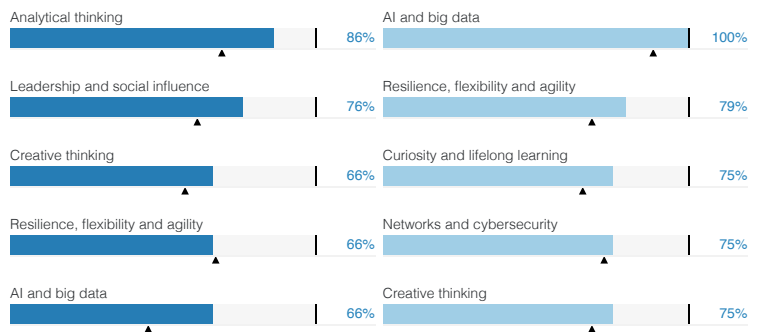 Analytical thinking
86%
Leadership and social influence
76%
Creative thinking
66%
Resilience, flexibility and agility
66%
AI and big data
66%
AI and big data
100%
Resilience, flexibility and agility
79%
Curiosity and lifelong learning
75%
Networks and cybersecurity
75%
Creative thinking
75%